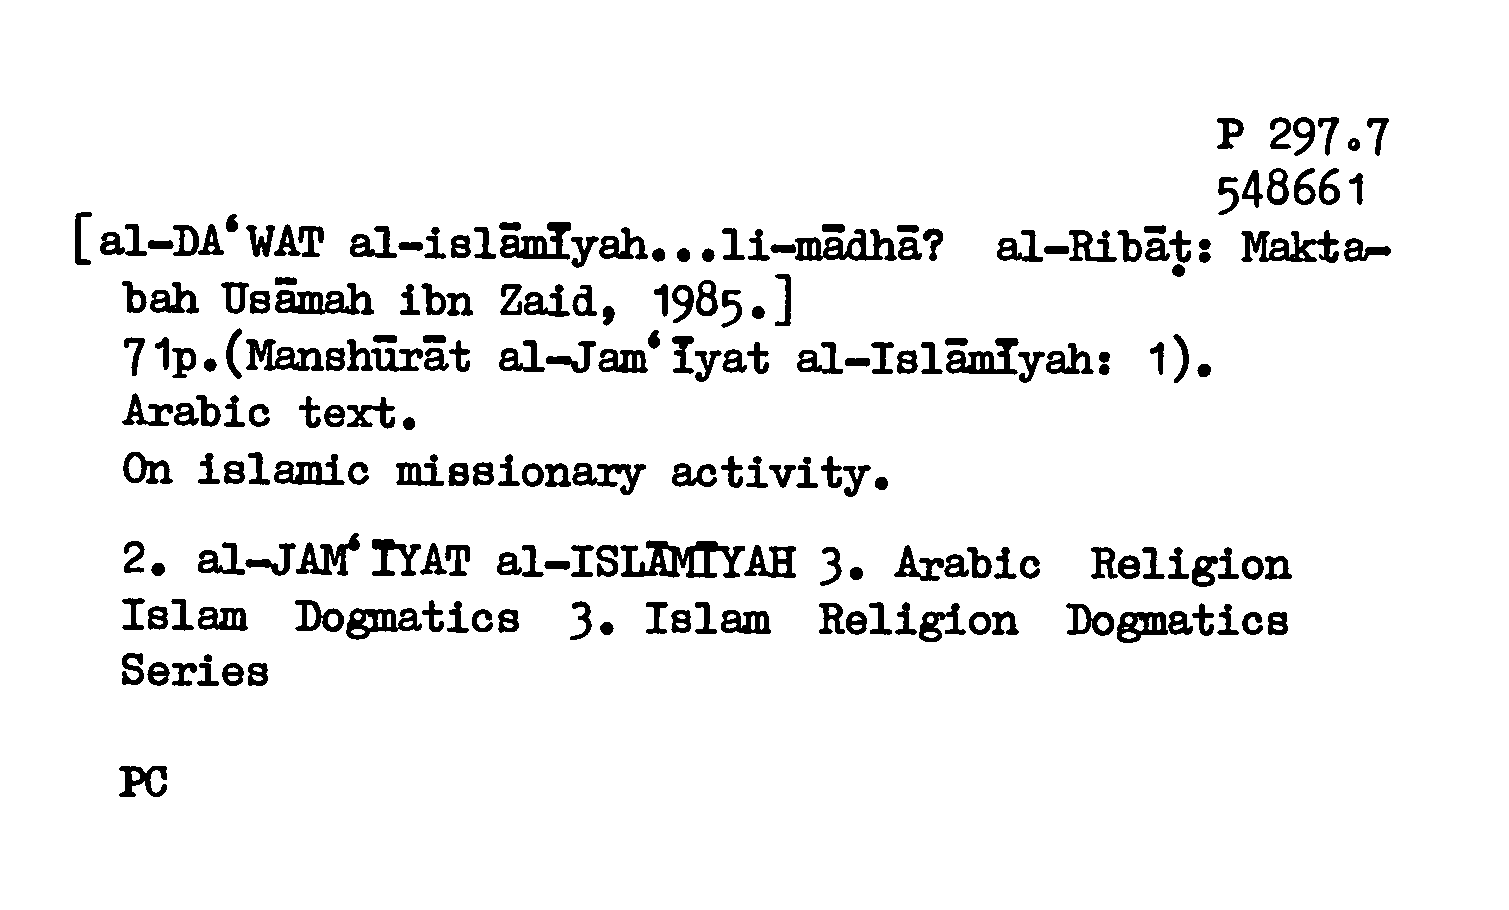 P 297.7
548661
[al-DAʻWAT al-islāmīyah...li-mādhā?  al-Ribāṭ: Makta-
bah Usāmah ibn Zaid, 1985.]
71p.(Manshūrāt al-Jamʻīyat al-Islāmīyah: 1).
Arabic text.
On islamic missionary activity.
2. al-JAMʻĪYAT al-ISLĀMĪYAH 3. Arabic  Religion
Islam  Dogmatics  3. Islam  Religion  Dogmatics
Series
PC